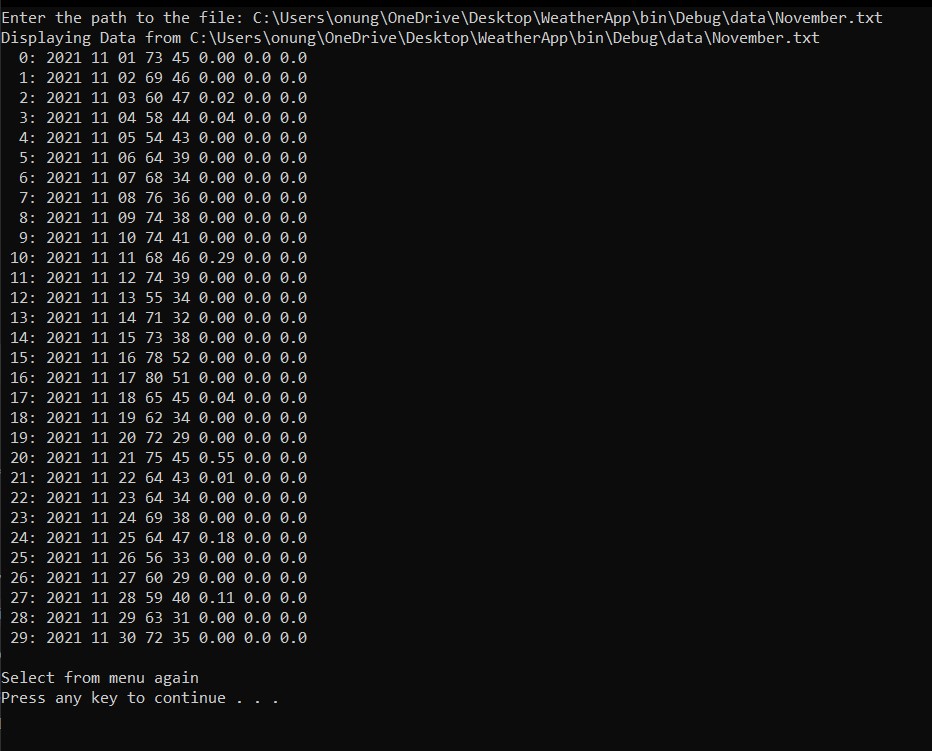 Enter the path to the file: C:\Users\onung\OneDrive\Desktop\WeatherApp\bin\Debug\data\November.txt
Displaying Data from C:\Users\onung\OneDrive\Desktop\WeatherApp\bin\Debug\data\November.txt
0: 2021 11 01 73 45 0.00 0.0 0.0
1: 2021 11 02 69 46 0.00 0.0 0.0
2: 2021 11 03 60 47 0.02 0.0 0.0
3: 2021 11 04 58 44 0.04 0.0 0.0
4: 2021 11 05 54 43 0.00 0.0 0.0
5: 2021 11 06 64 39 0.00 0.0 0.0
6: 2021 11 07 68 34 0.00 0.0 0.0
7: 2021 11 08 76 36 0.00 0.0 0.0
8: 2021 11 09 74 38 0.00 0.0 0.0
9: 2021 11 10 74 41 0.00 0.0 0.0
10: 2021 11 11 68 46 0.29 0.0 0.0
11: 2021 11 12 74 39 0.00 0.0 0.0
12: 2021 11 13 55 34 0.00 0.0 0.0
13: 2021 11 14 71 32 0.00 0.0 0.0
14: 2021 11 15 73 38 0.00 0.0 0.0
15: 2021 11 16 78 52 0.00 0.0 0.0
16: 2021 11 17 80 51 0.00 0.0 0.0
17: 2021 11 18 65 45 0.04 0.0 0.0
18: 2021 11 19 62 34 0.00 0.0 0.0
19: 2021 11 20 72 29 0.00 0.0 0.0
20: 2021 11 21 75 45 0.55 0.0 0.0
21: 2021 11 22 64 43 0.01 0.0 0.0
22: 2021 11 23 64 34 0.00 0.0 0.0
23: 2021 11 24 69 38 0.00 0.0 0.0
24: 2021 11 25 64 47 0.18 0.0 0.0
25: 2021 11 26 56 33 0.00 0.0 0.0
26: 2021 11 27 60 29 0.00 0.0 0.0
27: 2021 11 28 59 40 0.11 0.0 0.0
28: 2021 11 29 63 31 0.00 0.0 0.0
29: 2021 11 30 72 35 0.00 0.0 0.0
Select from menu again
Press any key to continue . . .